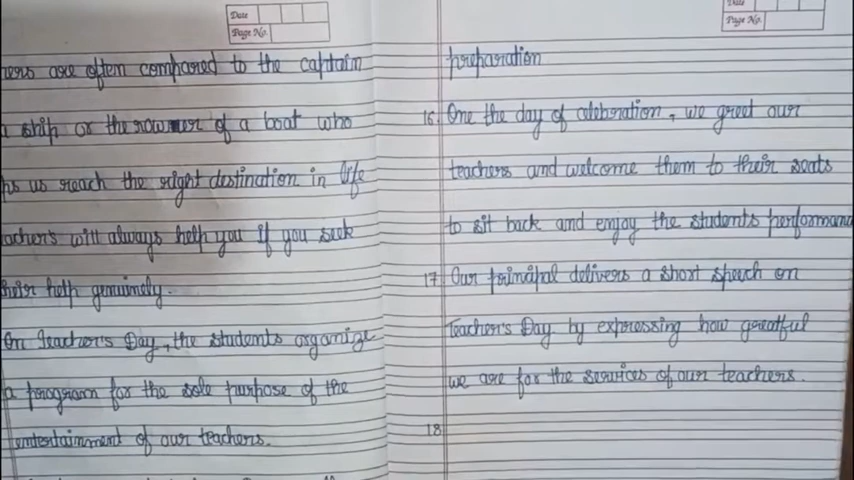 Date
Page No.
ers are often compared to the captain
ship or the rowmer of a boat who
us reach the right destination in life
achers will always help you if you seek
heir help genuinely.
On Teacher's Day, the students organize
a program for the sole purpose of the
entertainment of our teachers.
Date
Page No.
preparation
16. One the day of celebration, we greet our
teachers and welcome them to their seats
to sit back and enjoy the students performanc
17 Our prinicpal delivers a short speech on
Teacher's Day by expressing how greatful
we are for the services of our teachers.
18